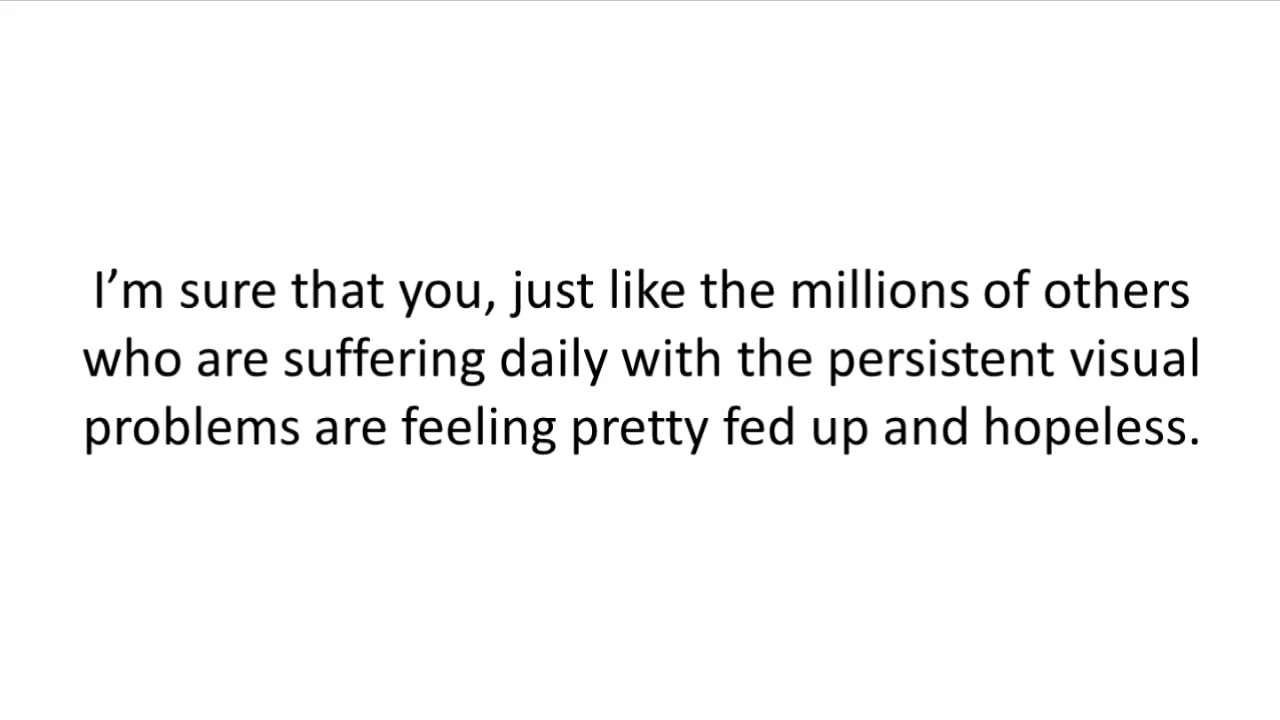 I’m sure that you, just like the millions of others
who are suffering daily with the persistent visual
problems are feeling pretty fed up and hopeless.